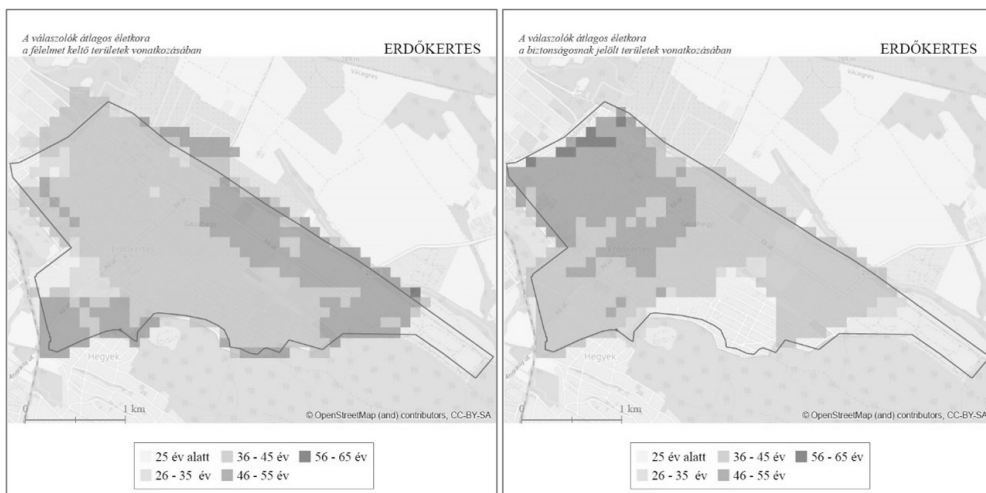 A válaszolók átlagos életkora
a félelmet keltő területek vonatkozásában
ERDŐKERTES
Hegyek
0
1 km
© OpenStreetMap (and) contributors, CC-BY-SA
25 év alatt
36 - 45 év
56 - 65 év
26 - 35 év
46 - 55 év
A válaszolók átlagos életkora
a biztonságosnak jelölt területek vonatkozásában
ERDŐKERTES
Hegyek
0
1 km
© OpenStreetMap (and) contributors, CC-BY-SA
25 év alatt
36 - 45 év
56 - 65 év
26 - 35 év
46 - 55 év